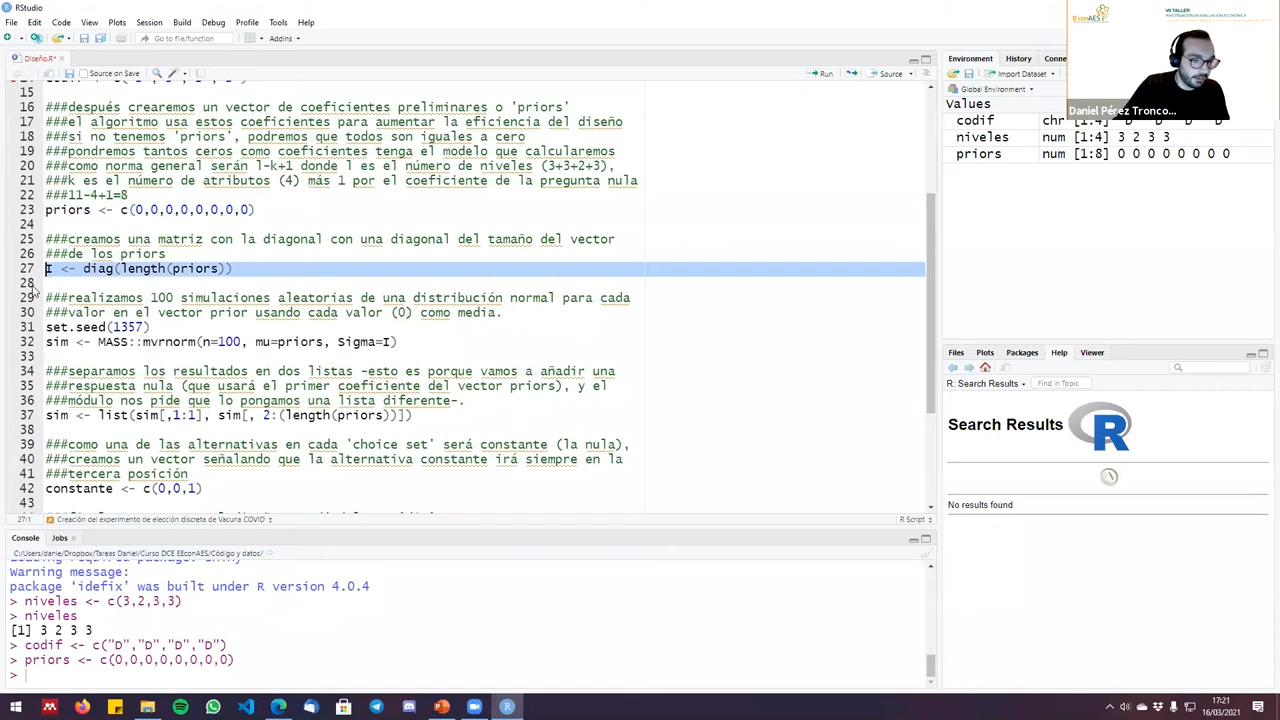 RStudio
File Edit Code View Plots Session Build Debug Profile Tools Help
Go to file/function
Addins
Diseño.R*
Source on Save
Run
Source
15
16 ###después crearemos un vector de coeficientes preliminares o 'priors'
17 ###el algoritmo usa estos coeficientes para mejorar la eficiencia del diseño
18 ###si no tenemos 'priors', podremos que todos son igual a 0
19 ###pondremos tantos ceros como coeficientes tenga el modelo que calcularemos
20 ###como norma general serán l-k+1 donde l es el número de niveles (3+3+2+3),
21 ###k es el número de atributos (4) más 1 por el coeficiente de la pregunta nula
22 ###11-4+1=8
23 priors <- c(0,0,0,0,0,0,0,0)
24
25 ###creamos una matriz con la diagonal con una diagonal del tamaño del vector
26 ###de los priors
27 I <- diag(length(priors))
28
29 ###realizamos 100 simulaciones aleatorias de una distribución normal para cada
30 ###valor en el vector prior usando cada valor (0) como media.
31 set.seed(1357)
32 sim <- MASS::mvrnorm(n=100, mu=priors, Sigma=I)
33
34 ###separamos los resultados en dos listas -esto es porque vamos a añadir una
35 ###respuesta nula (que usará el primer coeficiente del vector priors), y el
36 ###módulo nos pide que lo pongamos una lista diferente-.
37 sim <- list(sim[,1:1], sim[, 2:(length(priors))])
38
39 ###como una de las alternativas en cada 'choice set' será constante (la nula),
40 ###creamos un vector señalando que la alternativa constante irá siempre en la
41 ###tercera posición
42 constante <- c(0,0,1)
43
27:1 Creación del experimento de elección discreta de Vacuna COVID
R Script
Console Jobs
C:/Users/danie/Dropbox/Tareas Daniel/Curso DCE EEconAES/Codigo y datos/
Warning message:
package ‘idefix’ was built under R version 4.0.4
> niveles <- c(3,2,3,3)
> niveles
[1] 3 2 3 3
> codif <- c("D","D","D","D")
> priors <- c(0,0,0,0,0,0,0,0)
>
Environment History Conne
Import Dataset
Global Environment
Values
codif chr [1:4] "D" "D" "D" "D"
niveles num [1:4] 3 2 3 3
priors num [1:8] 0 0 0 0 0 0 0 0
Files Plots Packages Help Viewer
R: Search Results
Find in Topic
Search Results
R
No results found
EconAES
VII TALLER
INVESTIGACIÓN EN EVALUACIÓN ECONÓMICA
Daniel Pérez Tronco...
17:21
16/03/2021